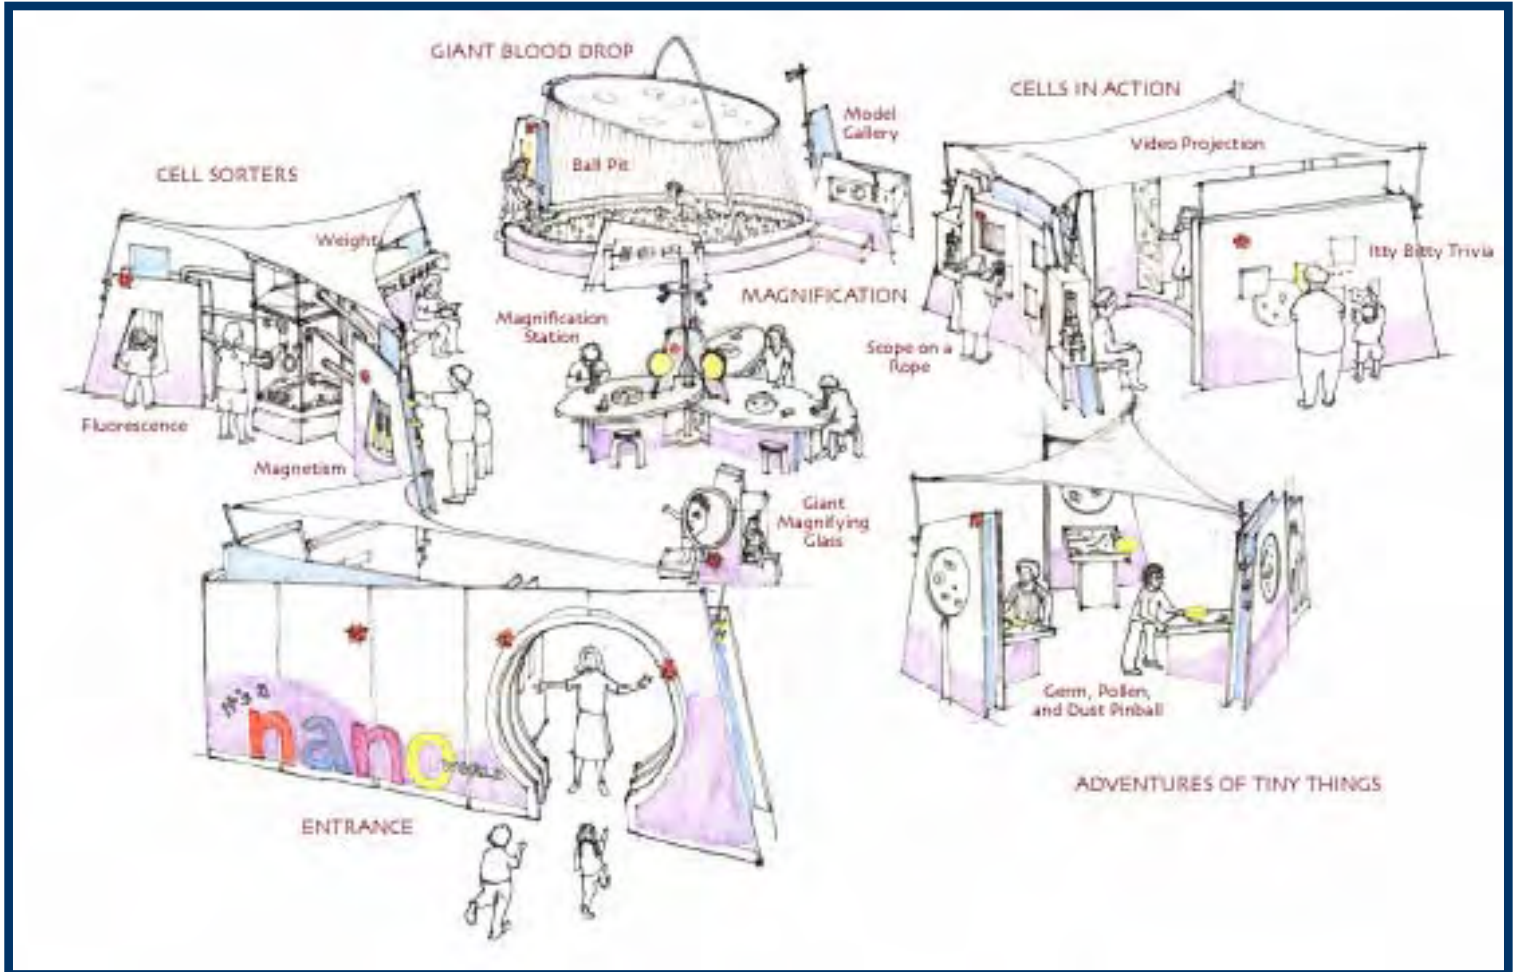 GIANT BLOOD DROP
CELLS IN ACTION
Model
Gallery
Video Projection
Ball Pit
CELL SORTERS
Weight
Itty Bitty Trivia
MAGNIFICATION
Magnification
Station
Scope on a
Rope
Fluorescence
Magnetism
Giant
Magnifying
Glass
Germ, Pollen,
and Dust Pinball
It's a
nano
WORLD
ADVENTURES OF TINY THINGS
ENTRANCE